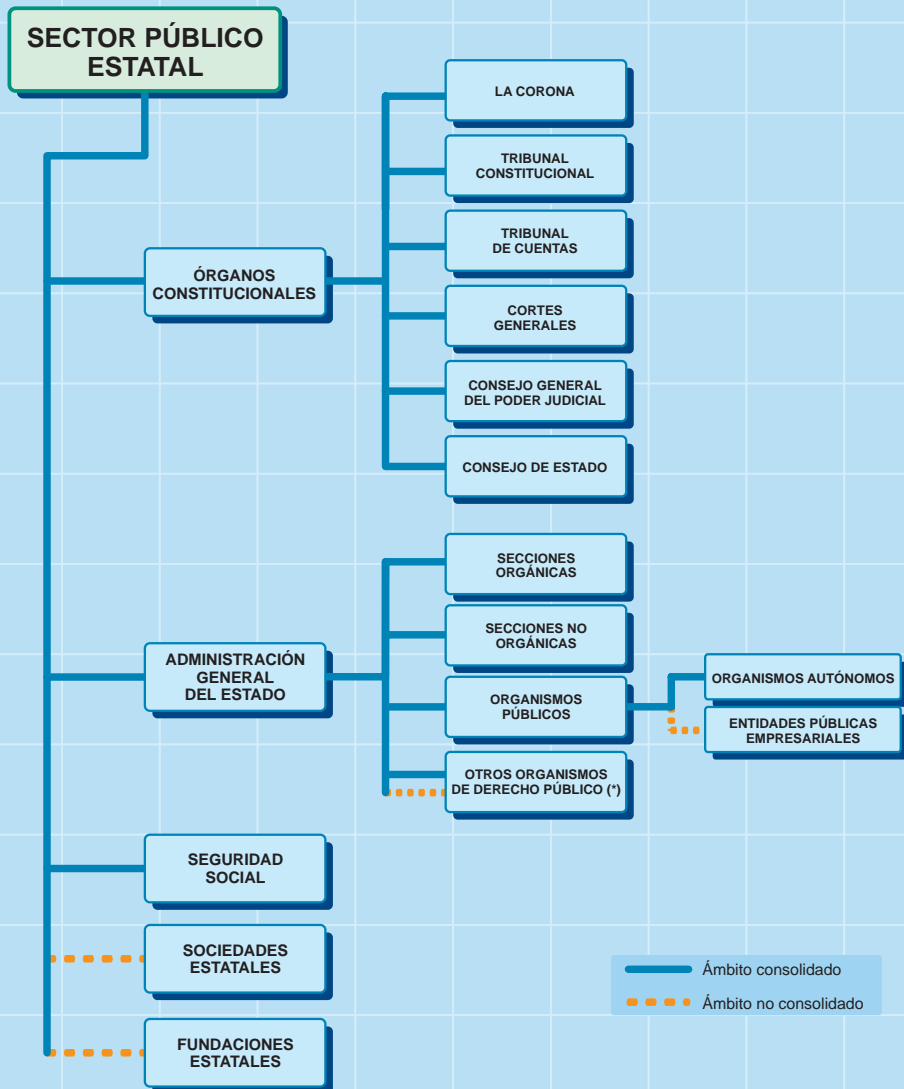 SECTOR PÚBLICO
ESTATAL
ÓRGANOS
CONSTITUCIONALES
LA CORONA
TRIBUNAL
CONSTITUCIONAL
TRIBUNAL
DE CUENTAS
CORTES
GENERALES
CONSEJO GENERAL
DEL PODER JUDICIAL
CONSEJO DE ESTADO
ADMINISTRACIÓN
GENERAL
DEL ESTADO
SECCIONES
ORGÁNICAS
SECCIONES NO
ORGÁNICAS
ORGANISMOS
PÚBLICOS
ORGANISMOS AUTÓNOMOS
ENTIDADES PÚBLICAS
EMPRESARIALES
OTROS ORGANISMOS
DE DERECHO PÚBLICO (*)
SEGURIDAD
SOCIAL
SOCIEDADES
ESTATALES
FUNDACIONES
ESTATALES
Ámbito consolidado
Ámbito no consolidado